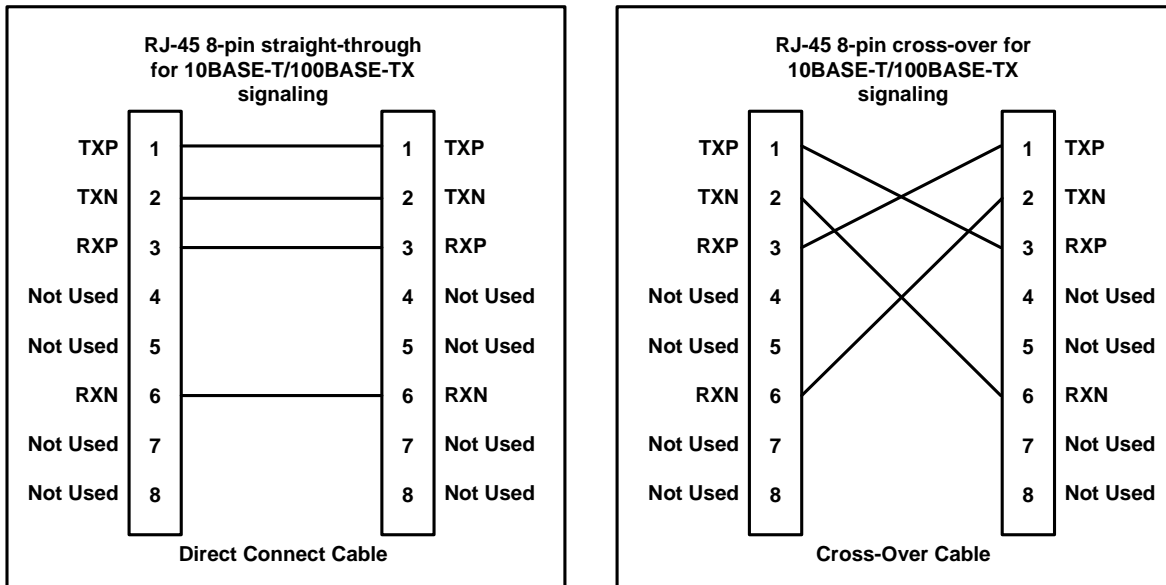 RJ-45 8-pin straight-through
for 10BASE-T/100BASE-TX
signaling
TXP 1 1 TXP
TXN 2 2 TXN
RXP 3 3 RXP
Not Used 4 4 Not Used
Not Used 5 5 Not Used
RXN 6 6 RXN
Not Used 7 7 Not Used
Not Used 8 8 Not Used
Direct Connect Cable
RJ-45 8-pin cross-over for
10BASE-T/100BASE-TX
signaling
TXP 1 1 TXP
TXN 2 2 TXN
RXP 3 3 RXP
Not Used 4 4 Not Used
Not Used 5 5 Not Used
RXN 6 6 RXN
Not Used 7 7 Not Used
Not Used 8 8 Not Used
Cross-Over Cable